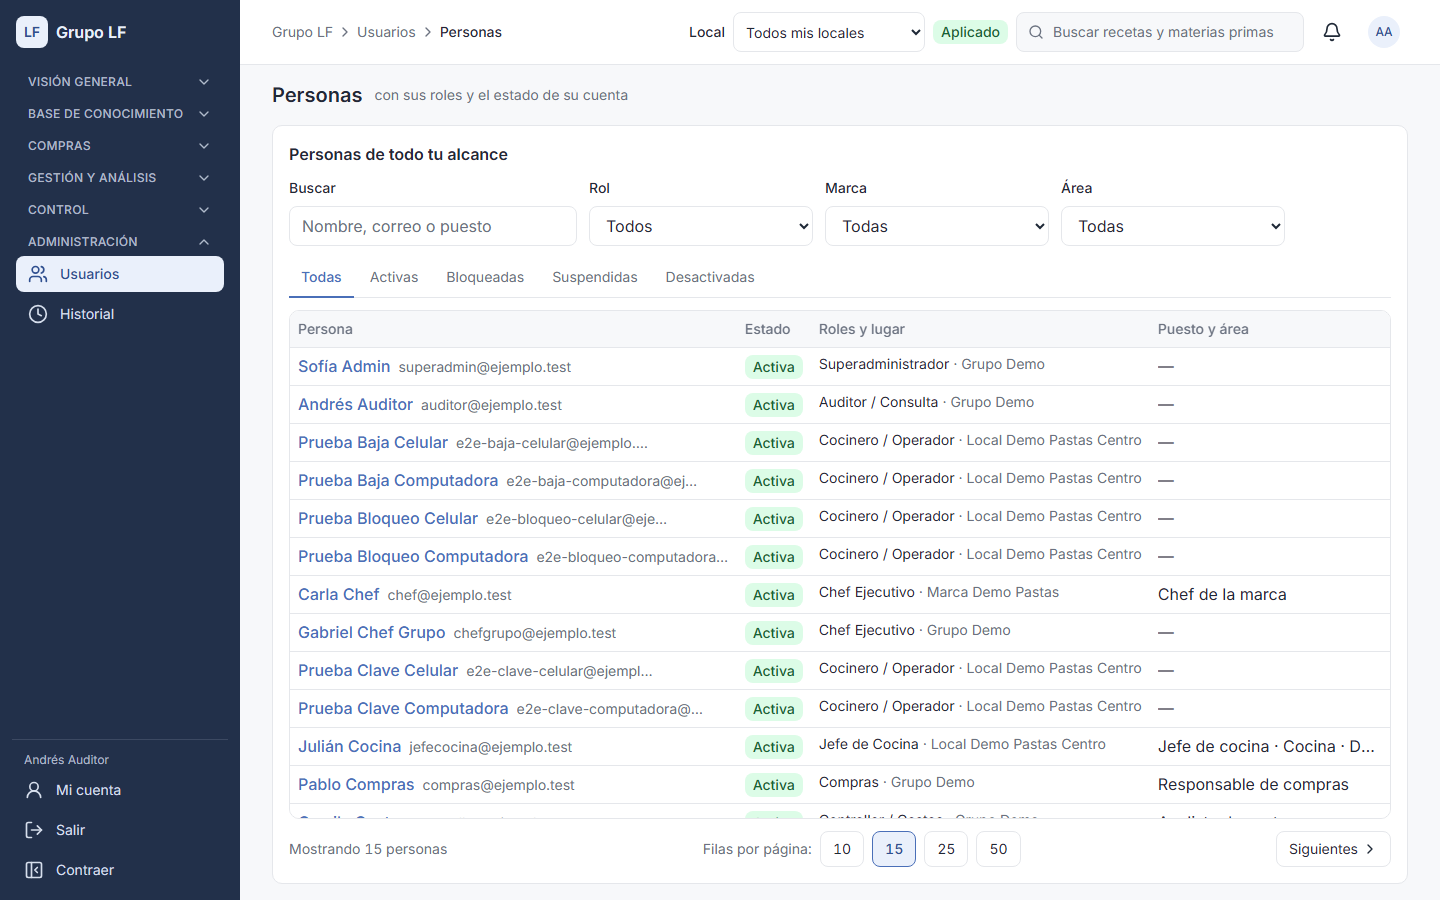 LF Grupo LF
VISIÓN GENERAL
BASE DE CONOCIMIENTO
COMPRAS
GESTIÓN Y ANÁLISIS
CONTROL
ADMINISTRACIÓN
Usuarios
Historial
Andrés Auditor
Mi cuenta
Salir
Contraer
Grupo LF > Usuarios > Personas
Local Todos mis locales Aplicado Buscar recetas y materias primas AA
Personas con sus roles y el estado de su cuenta
Personas de todo tu alcance
Buscar Rol Marca Área
Nombre, correo o puesto Todos Todas Todas
Todas Activas Bloqueadas Suspendidas Desactivadas
Persona Estado Roles y lugar Puesto y área
Sofía Admin superadmin@ejemplo.test Activa Superadministrador · Grupo Demo —
Andrés Auditor auditor@ejemplo.test Activa Auditor / Consulta · Grupo Demo —
Prueba Baja Celular e2e-baja-celular@ejemplo.... Activa Cocinero / Operador · Local Demo Pastas Centro —
Prueba Baja Computadora e2e-baja-computadora@ej... Activa Cocinero / Operador · Local Demo Pastas Centro —
Prueba Bloqueo Celular e2e-bloqueo-celular@eje... Activa Cocinero / Operador · Local Demo Pastas Centro —
Prueba Bloqueo Computadora e2e-bloqueo-computadora... Activa Cocinero / Operador · Local Demo Pastas Centro —
Carla Chef chef@ejemplo.test Activa Chef Ejecutivo · Marca Demo Pastas Chef de la marca
Gabriel Chef Grupo chefgrupo@ejemplo.test Activa Chef Ejecutivo · Grupo Demo —
Prueba Clave Celular e2e-clave-celular@ejempl... Activa Cocinero / Operador · Local Demo Pastas Centro —
Prueba Clave Computadora e2e-clave-computadora@... Activa Cocinero / Operador · Local Demo Pastas Centro —
Julián Cocina jefecocina@ejemplo.test Activa Jefe de Cocina · Local Demo Pastas Centro Jefe de cocina · Cocina · D...
Pablo Compras compras@ejemplo.test Activa Compras · Grupo Demo Responsable de compras
Mostrando 15 personas Filas por página: 10 15 25 50 Siguientes >